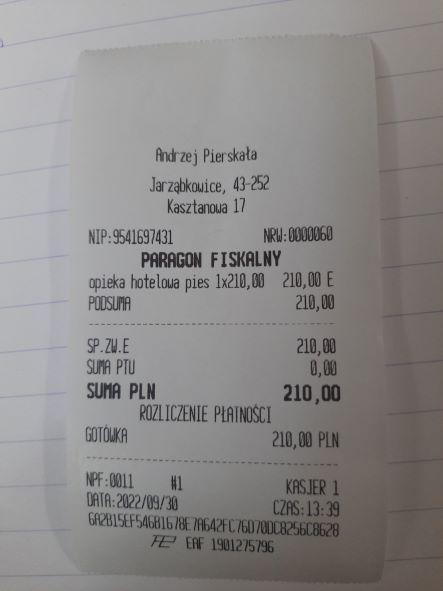 Andrzej Pierskała
Jarząbkowice, 43-252
Kasztanowa 17
NIP:9541697431 NRW:0000060
PARAGON FISKALNY
opieka hotelowa pies 1x210,00 210,00 E
PODSUMA 210,00
SP.ZW.E 210,00
SUMA PTU 0,00
SUMA PLN 210,00
ROZLICZENIE PŁATNOŚCI
GOTÓWKA 210,00 PLN
NPF:0011 #1 KASJER 1
DATA:2022/09/30 CZAS:13:39
6A2B15EF546B1678E7A642FC76D70DC8256C8628
EAF 1901275796